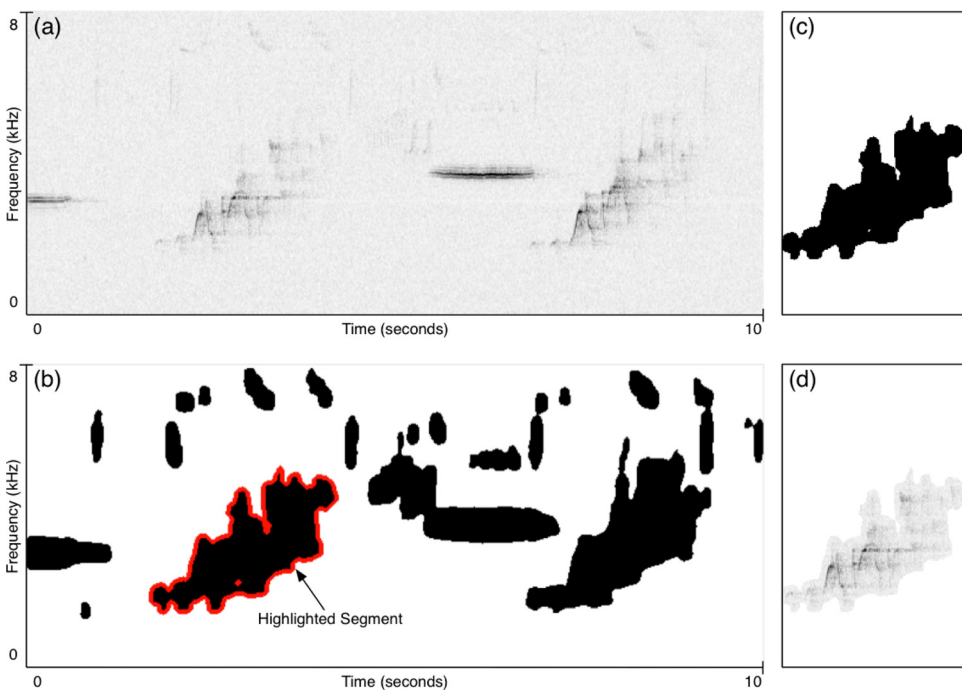 8
(a)
Frequency (kHz)
0
0
Time (seconds)
10
(c)
8
(b)
Frequency (kHz)
Highlighted Segment
0
0
Time (seconds)
10
(d)